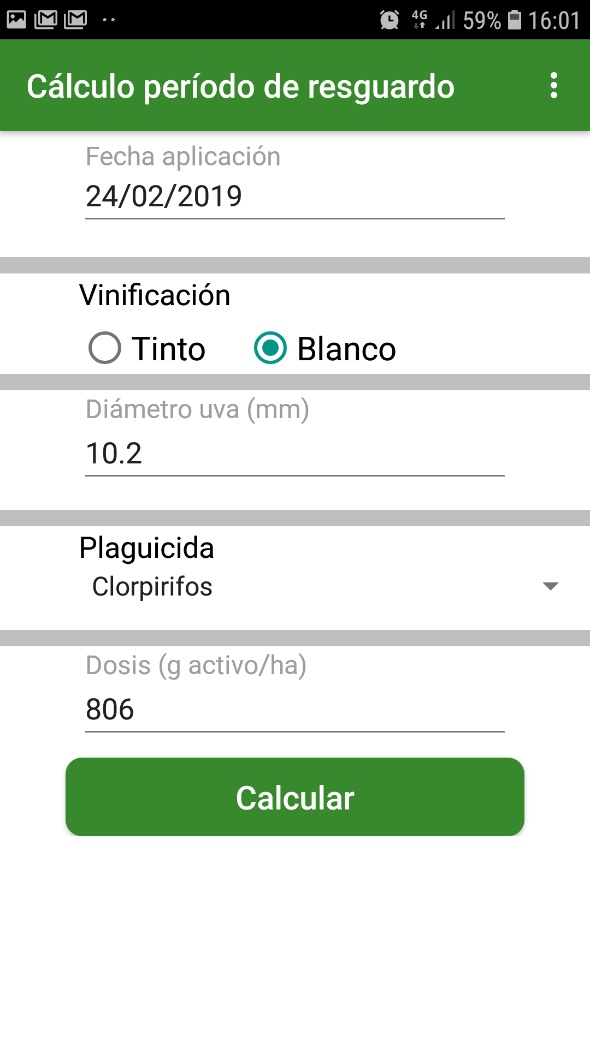 4G 59% 16:01
Cálculo período de resguardo
Fecha aplicación
24/02/2019
Vinificación
Tinto Blanco
Diámetro uva (mm)
10.2
Plaguicida
Clorpirifos
Dosis (g activo/ha)
806
Calcular